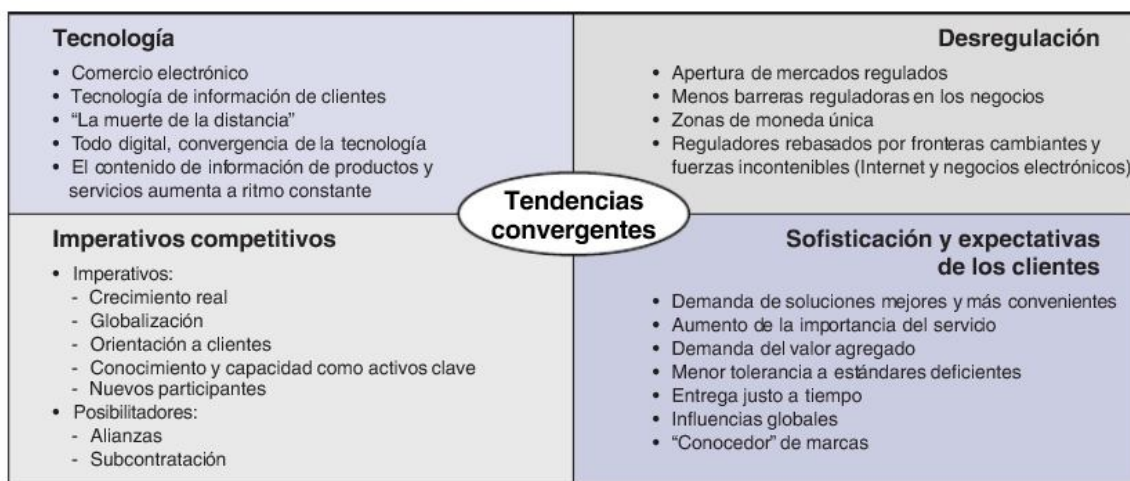 Tecnología
• Comercio electrónico
• Tecnología de información de clientes
• “La muerte de la distancia”
• Todo digital, convergencia de la tecnología
• El contenido de información de productos y
servicios aumenta a ritmo constante
Desregulación
• Apertura de mercados regulados
• Menos barreras reguladoras en los negocios
• Zonas de moneda única
• Reguladores rebasados por fronteras cambiantes y
fuerzas incontenibles (Internet y negocios electrónicos)
Tendencias
convergentes
Imperativos competitivos
• Imperativos:
- Crecimiento real
- Globalización
- Orientación a clientes
- Conocimiento y capacidad como activos clave
- Nuevos participantes
• Posibilitadores:
- Alianzas
- Subcontratación
Sofisticación y expectativas
de los clientes
• Demanda de soluciones mejores y más convenientes
• Aumento de la importancia del servicio
• Demanda del valor agregado
• Menor tolerancia a estándares deficientes
• Entrega justo a tiempo
• Influencias globales
• “Conocedor” de marcas